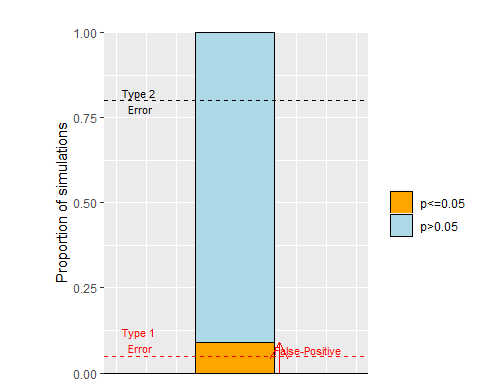 1.00
Type 2
Error
0.75
Proportion of simulations
0.50
p<=0.05
p>0.05
0.25
Type 1
Error
False-Positive
0.00